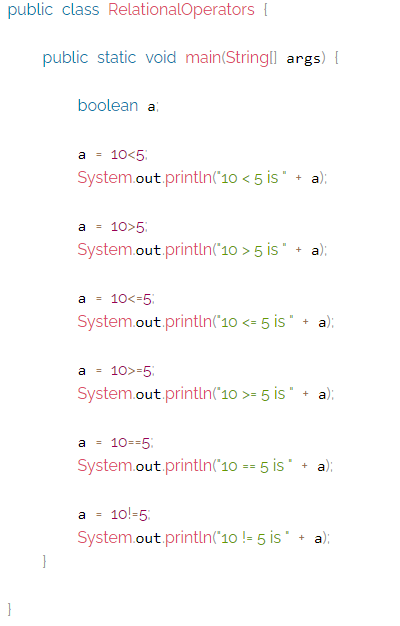 public class RelationalOperators {
public static void main(String[] args) {
boolean a;
a = 10<5;
System.out.println("10 < 5 is " + a);
a = 10>5;
System.out.println("10 > 5 is " + a);
a = 10<=5;
System.out.println("10 <= 5 is " + a);
a = 10>=5;
System.out.println("10 >= 5 is " + a);
a = 10==5;
System.out.println("10 == 5 is " + a);
a = 10!=5;
System.out.println("10 != 5 is " + a);
}
}